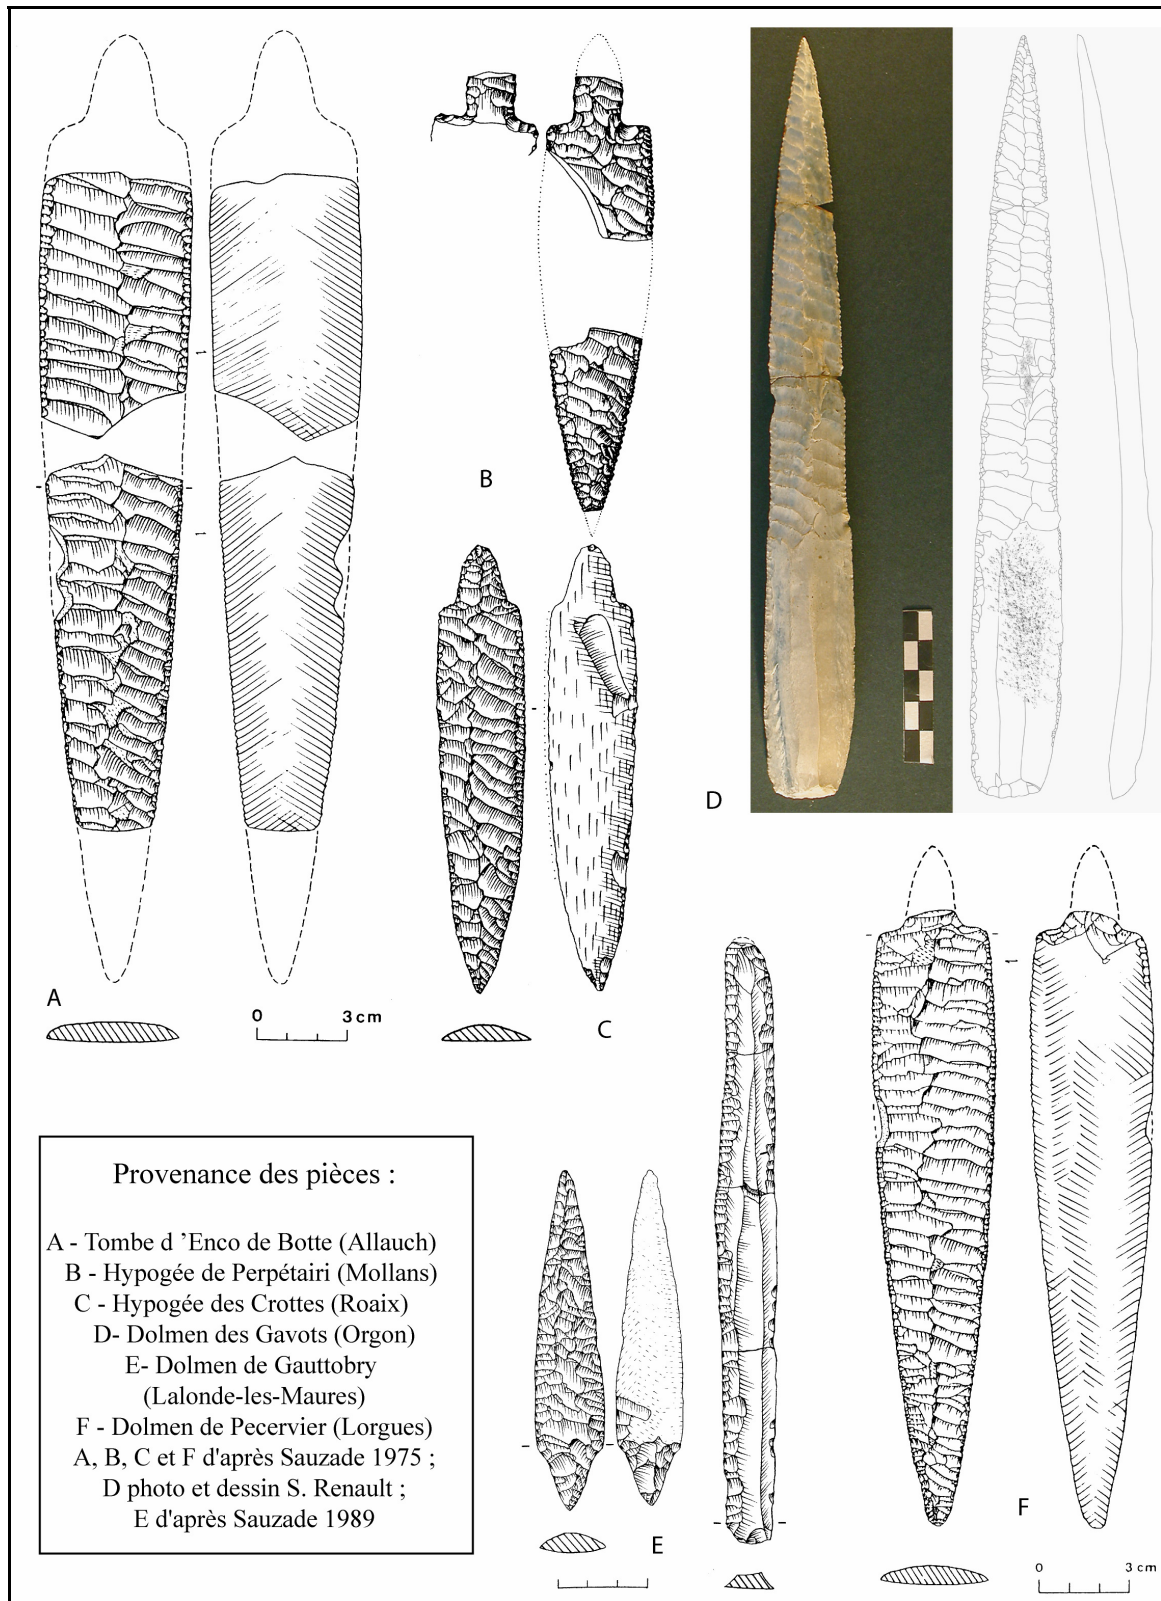 B
D
A
0 3 cm
C
Provenance des pièces :
A - Tombe d ’Enco de Botte (Allauch)
B - Hypogée de Perpétairi (Mollans)
C - Hypogée des Crottes (Roaix)
D- Dolmen des Gavots (Orgon)
E- Dolmen de Gauttobry
(Lalonde-les-Maures)
F - Dolmen de Pecervier (Lorgues)
A, B, C et F d'après Sauzade 1975 ;
D photo et dessin S. Renault ;
E d'après Sauzade 1989
E
F
0 3 cm